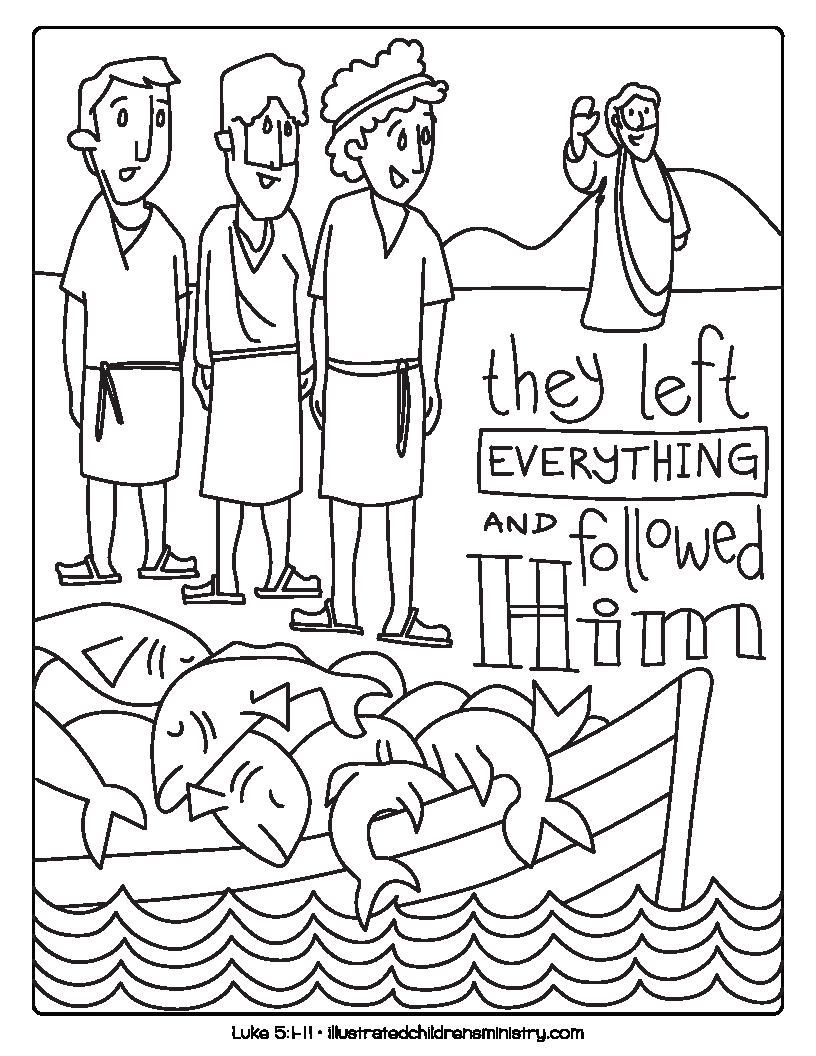 they left
EVERYTHING
AND followed
Him
Luke 5:1-11 • illustratedchildrensministry.com